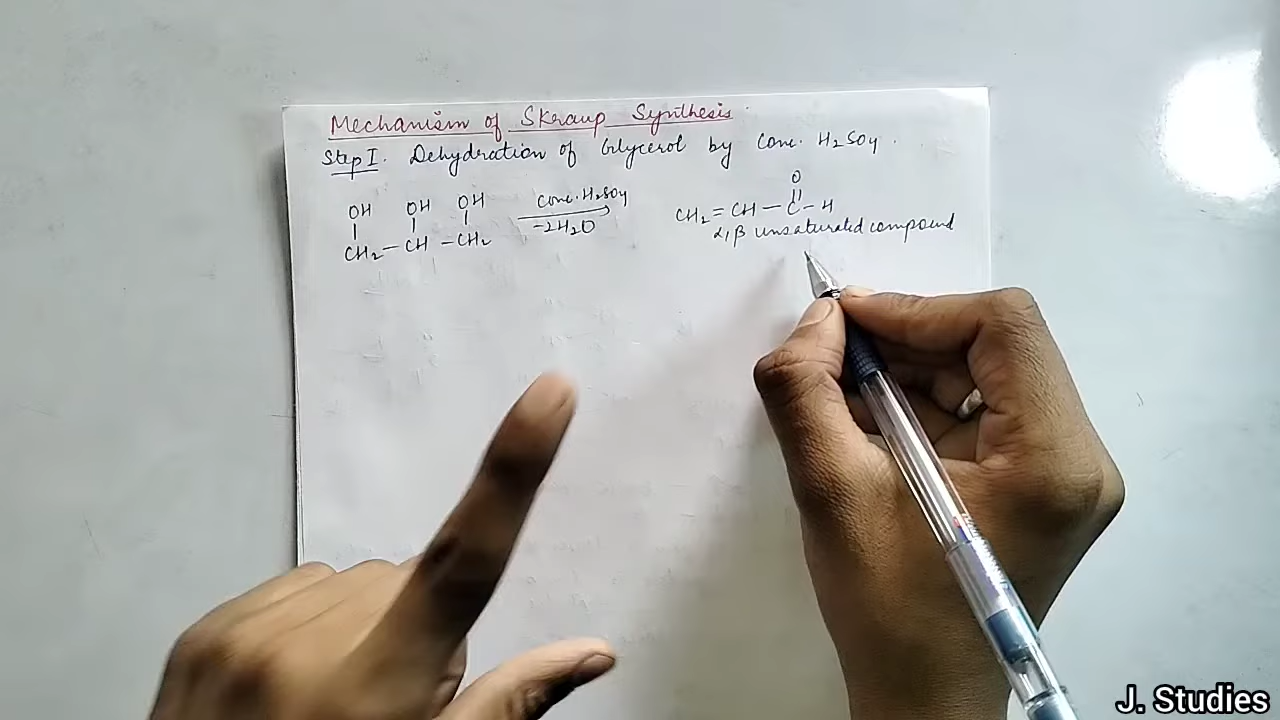 Mechanism of Skraup Synthesis
Step I. Dehydration of Glycerol by Conc. H2SO4.
OH OH OH
CH2-CH-CH2
Conc. H2SO4
-2H2O
O
CH2=CH-C-H
α,β unsaturated compound
J. Studies